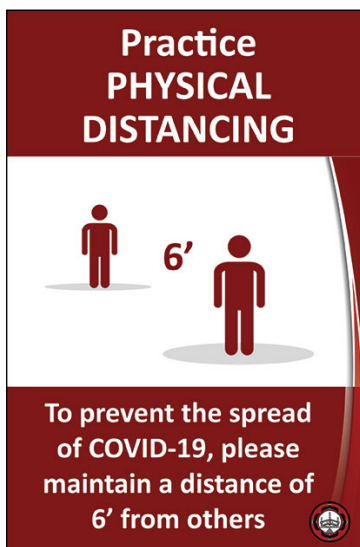 Practice
PHYSICAL
DISTANCING
6’
To prevent the spread
of COVID-19, please
maintain a distance of
6’ from others